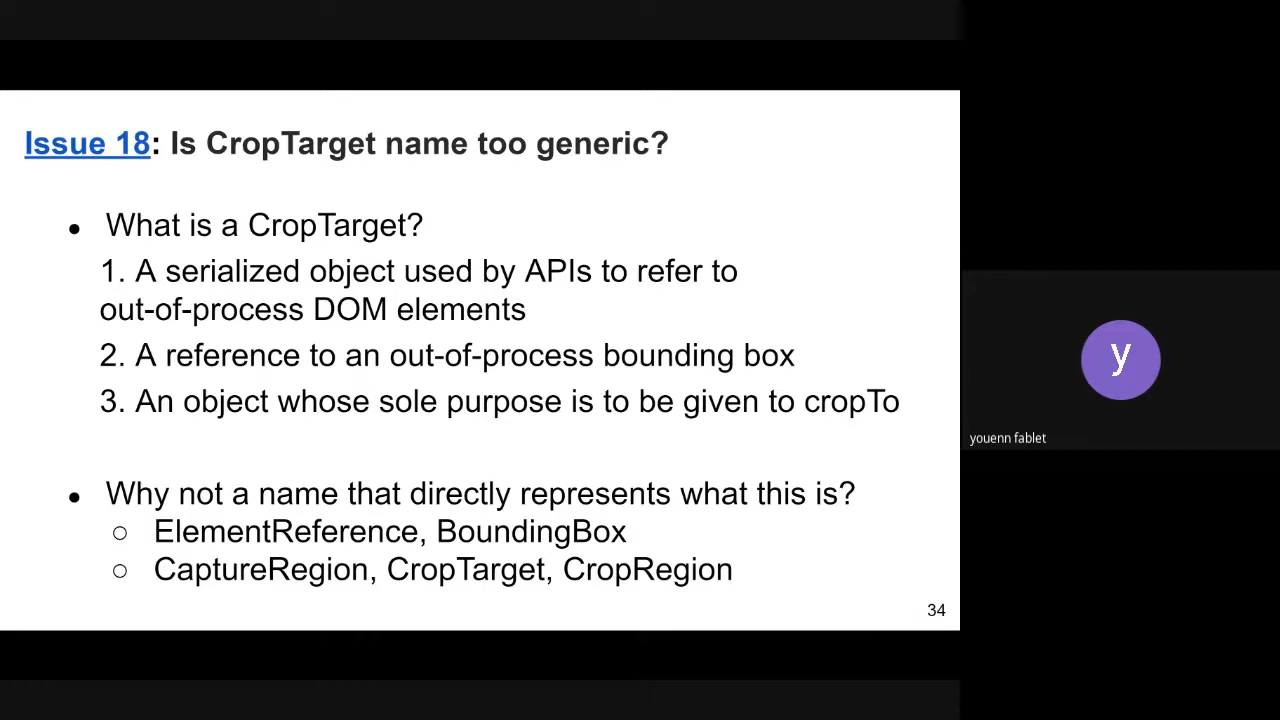 Issue 18: Is CropTarget name too generic?
● What is a CropTarget?
1. A serialized object used by APIs to refer to
out-of-process DOM elements
2. A reference to an out-of-process bounding box
3. An object whose sole purpose is to be given to cropTo
● Why not a name that directly represents what this is?
○ ElementReference, BoundingBox
○ CaptureRegion, CropTarget, CropRegion
34
y
youenn fablet